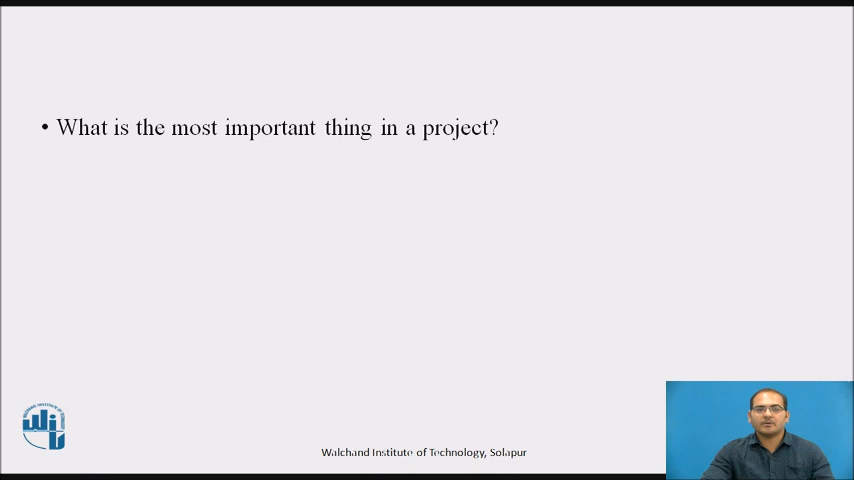 • What is the most important thing in a project?
Walchand Institute of Technology, Solapur